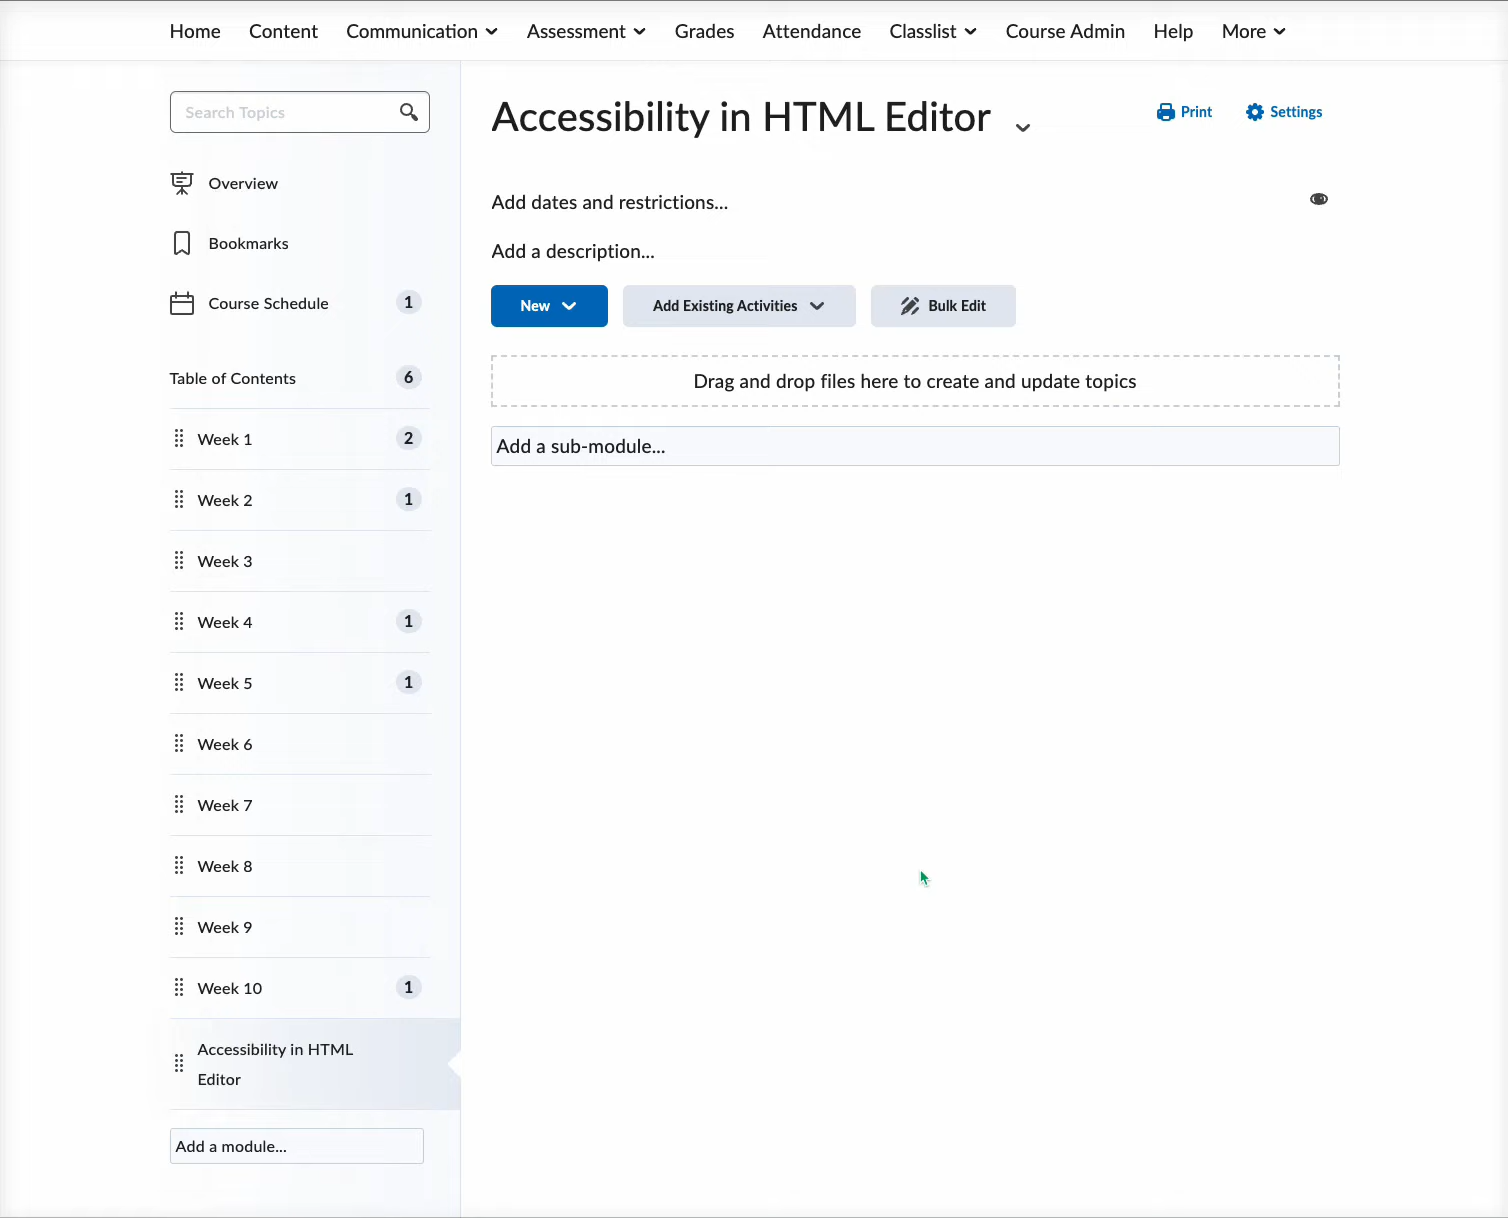 Home Content Communication Assessment Grades Attendance Classlist Course Admin Help More
Search Topics
Overview
Bookmarks
Course Schedule 1
Table of Contents 6
Week 1 2
Week 2 1
Week 3
Week 4 1
Week 5 1
Week 6
Week 7
Week 8
Week 9
Week 10 1
Accessibility in HTML
Editor
Add a module...
Accessibility in HTML Editor
Print Settings
Add dates and restrictions...
Add a description...
New Add Existing Activities Bulk Edit
Drag and drop files here to create and update topics
Add a sub-module...